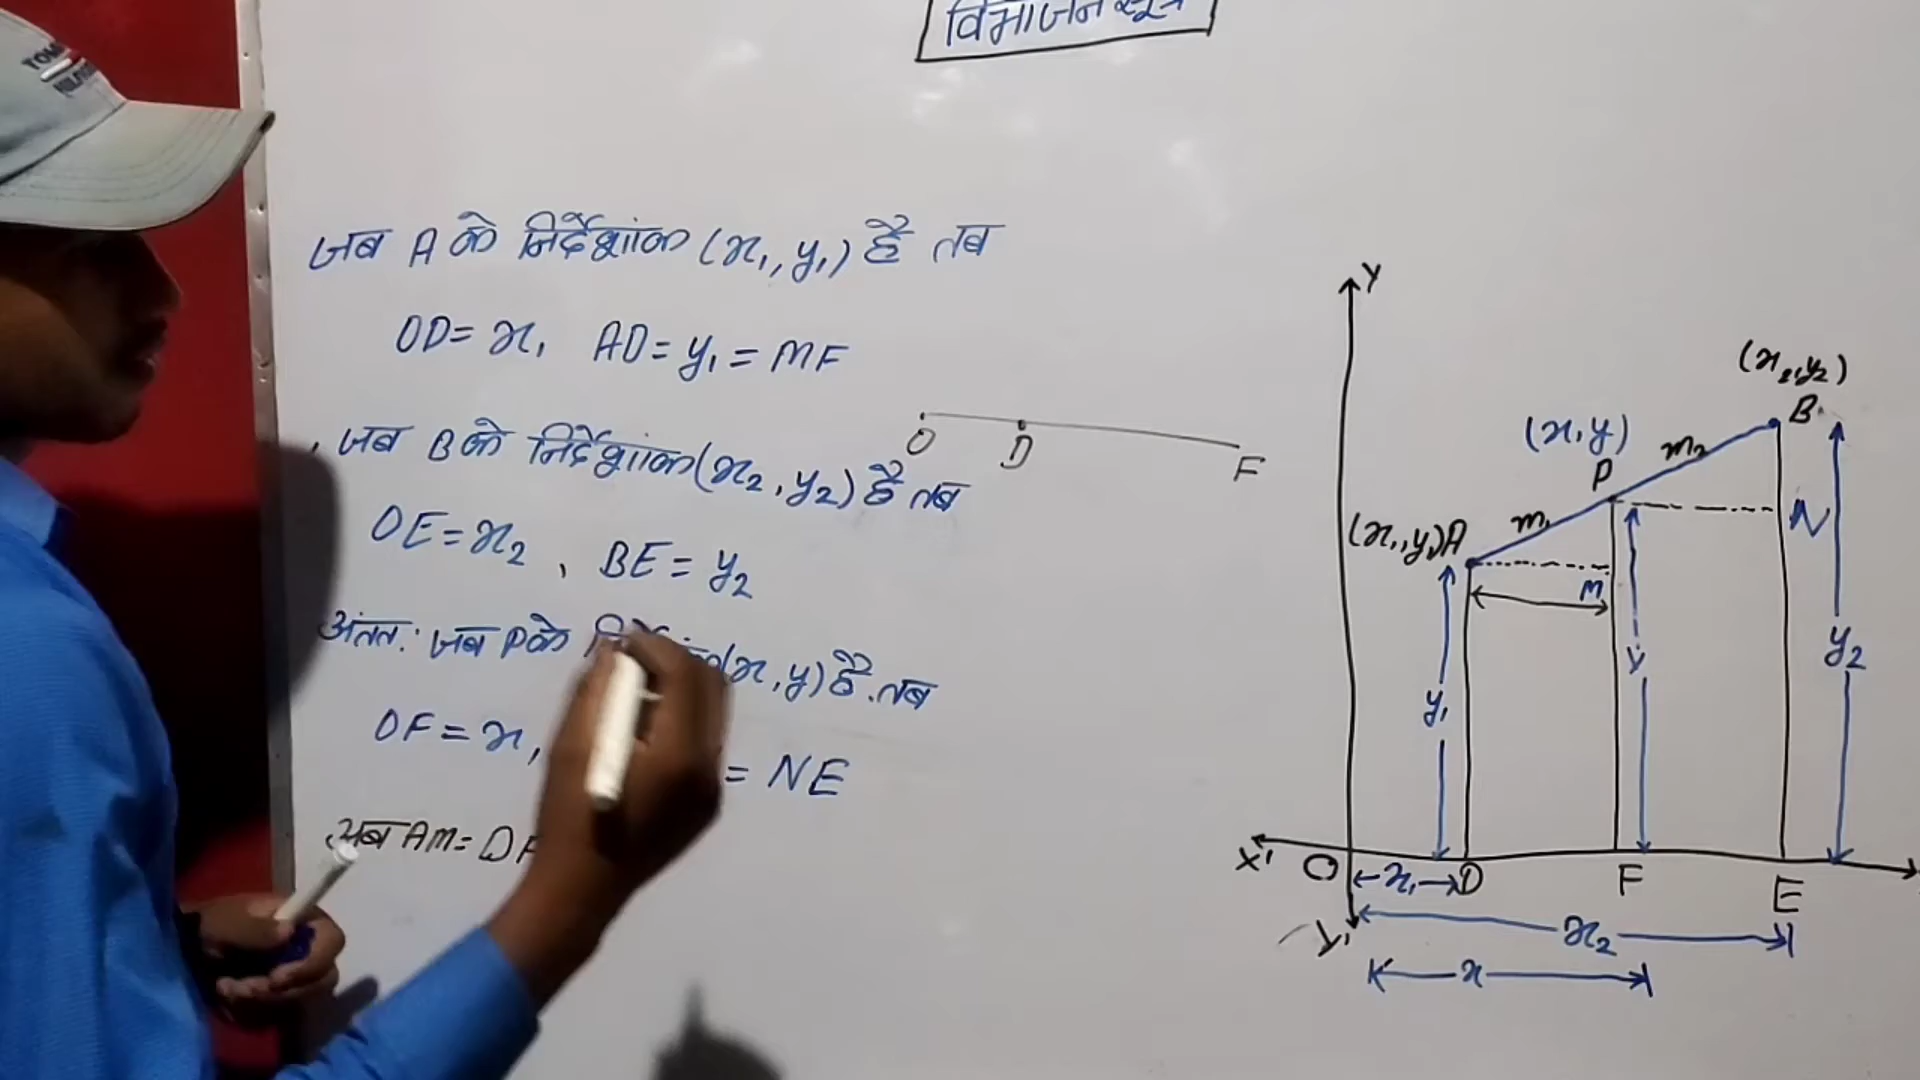 विभाजन सूत्र
जब A के निर्देशांक (x₁, y₁) है तब
OD = x₁ AD = y₁ = MF
जब B के निर्देशांक (x₂, y₂) है तब
OE = x₂ , BE = y₂
अंतत: जब P के (x, y) है. तब
OF = x, = NE
अब AM = DF
O D F
Y
(x₂, y₂)
B
(x, y)
P
m₂
N
(x₁, y₁) A
m₁
M
y
y₂
y₁
X' O x₁ D F E
Y'
x₂
x